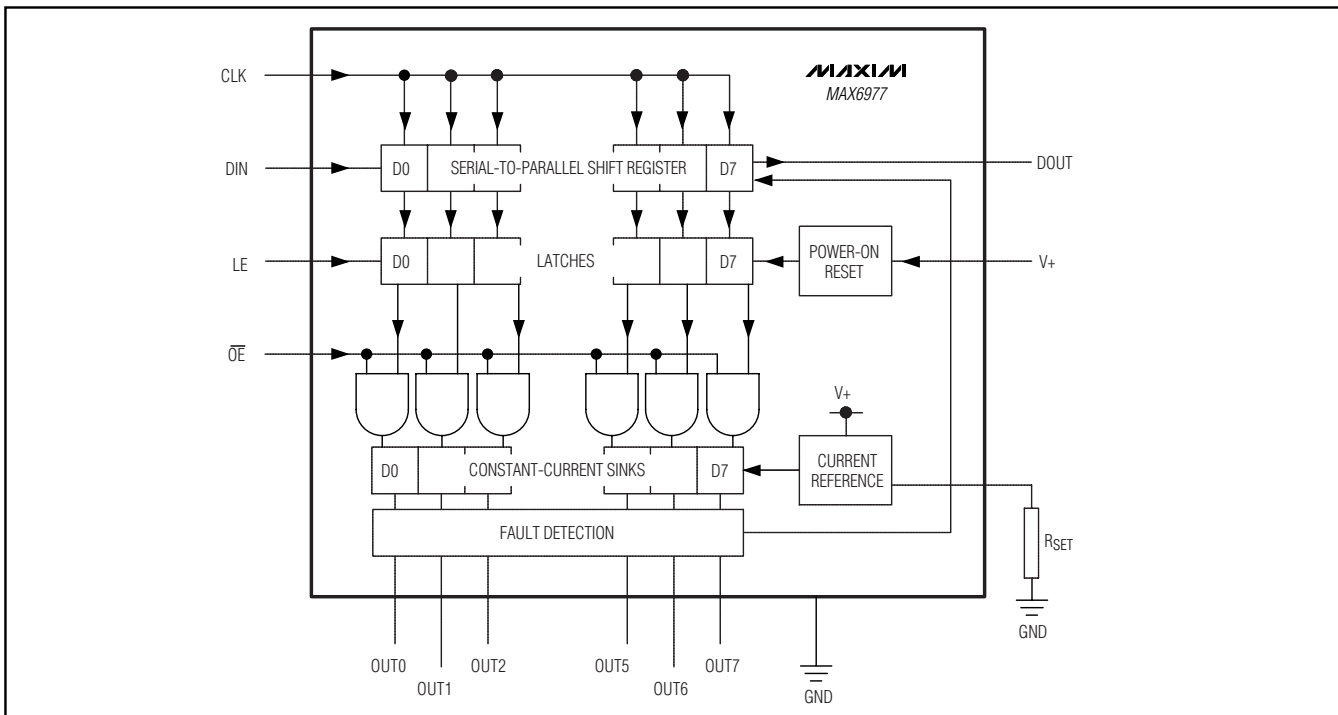 CLK
MAXIM
MAX6977
DIN
D0
SERIAL-TO-PARALLEL SHIFT REGISTER
D7
DOUT
LE
D0
LATCHES
D7
POWER-ON
RESET
V+
OE
V+
D0
CONSTANT-CURRENT SINKS
D7
CURRENT
REFERENCE
FAULT DETECTION
RSET
GND
OUT0
OUT1
OUT2
OUT5
OUT6
OUT7
GND